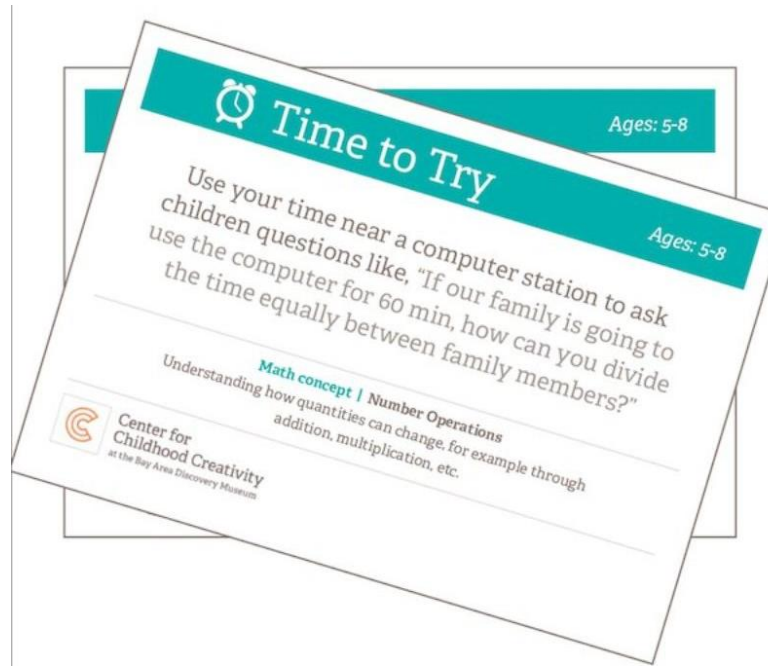 Ages: 5-8
Time to Try
Ages: 5-8
Use your time near a computer station to ask
children questions like, “If our family is going to
use the computer for 60 min, how can you divide
the time equally between family members?”
Math concept | Number Operations
Understanding how quantities can change, for example through
addition, multiplication, etc.
Center for
Childhood Creativity
at the Bay Area Discovery Museum